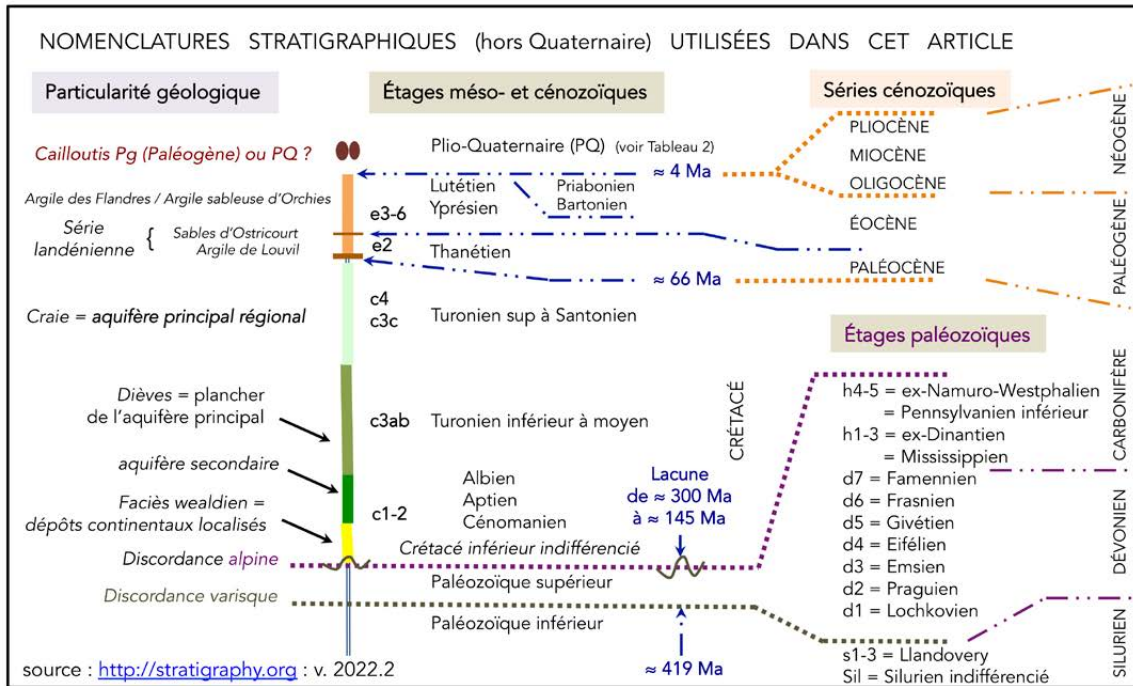 NOMENCLATURES STRATIGRAPHIQUES (hors Quaternaire) UTILISÉES DANS CET ARTICLE
Particularité géologique
Étages méso- et cénozoïques
Séries cénozoïques
Cailloutis Pg (Paléogène) ou PQ ?
Plio-Quaternaire (PQ) (voir Tableau 2)
≈ 4 Ma
PLIOCÈNE
MIOCÈNE
OLIGOCÈNE
ÉOCÈNE
PALÉOCÈNE
NÉOGÈNE
PALÉOGÈNE
Argile des Flandres / Argile sableuse d'Orchies
e3-6
Lutétien
Yprésien
Priabonien
Bartonien
Série
landénienne
{
Sables d'Ostricourt
Argile de Louvil
e2
Thanétien
≈ 66 Ma
Craie = aquifère principal régional
c4
c3c
Turonien sup à Santonien
Étages paléozoïques
Dièves = plancher
de l'aquifère principal
c3ab
Turonien inférieur à moyen
CRÉTACÉ
aquifère secondaire
Faciès wealdien =
dépôts continentaux localisés
c1-2
Albien
Aptien
Cénomanien
Lacune
de ≈ 300 Ma
à ≈ 145 Ma
Crétacé inférieur indifférencié
Discordance alpine
Paléozoïque supérieur
Discordance varisque
Paléozoïque inférieur
≈ 419 Ma
h4-5 = ex-Namuro-Westphalien
= Pennsylvanien inférieur
h1-3 = ex-Dinantien
= Mississippien
d7 = Famennien
d6 = Frasnien
d5 = Givétien
d4 = Eifélien
d3 = Emsien
d2 = Praguien
d1 = Lochkovien
s1-3 = Llandovery
Sil = Silurien indifférencié
CARBONIFÈRE
DÉVONIEN
SILURIEN
source : http://stratigraphy.org : v. 2022.2